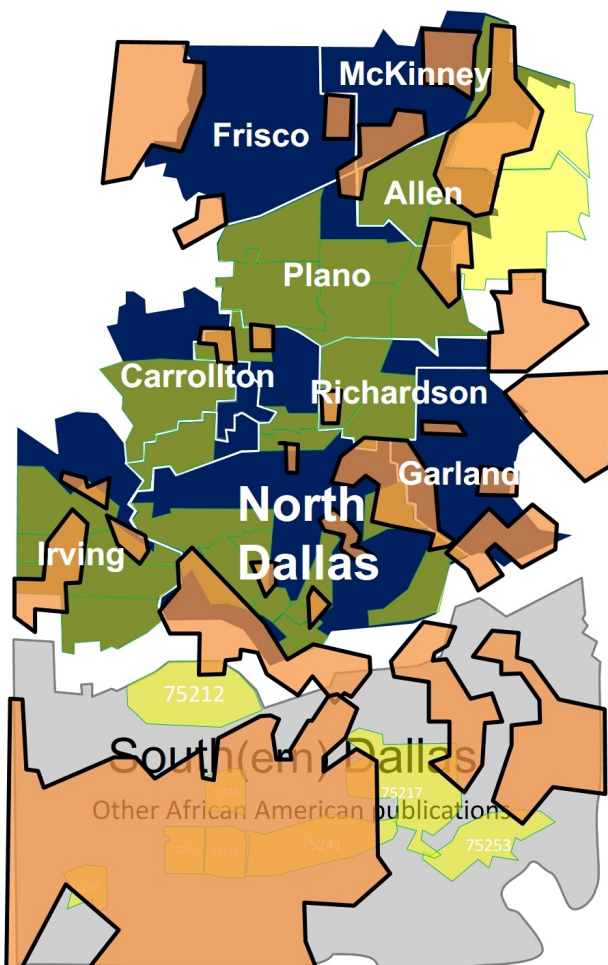 McKinney
Frisco
Allen
Plano
Carrollton
Richardson
Garland
North
Dallas
Irving
75212
South(ern) Dallas
75217
Other African American publications
75241
75253